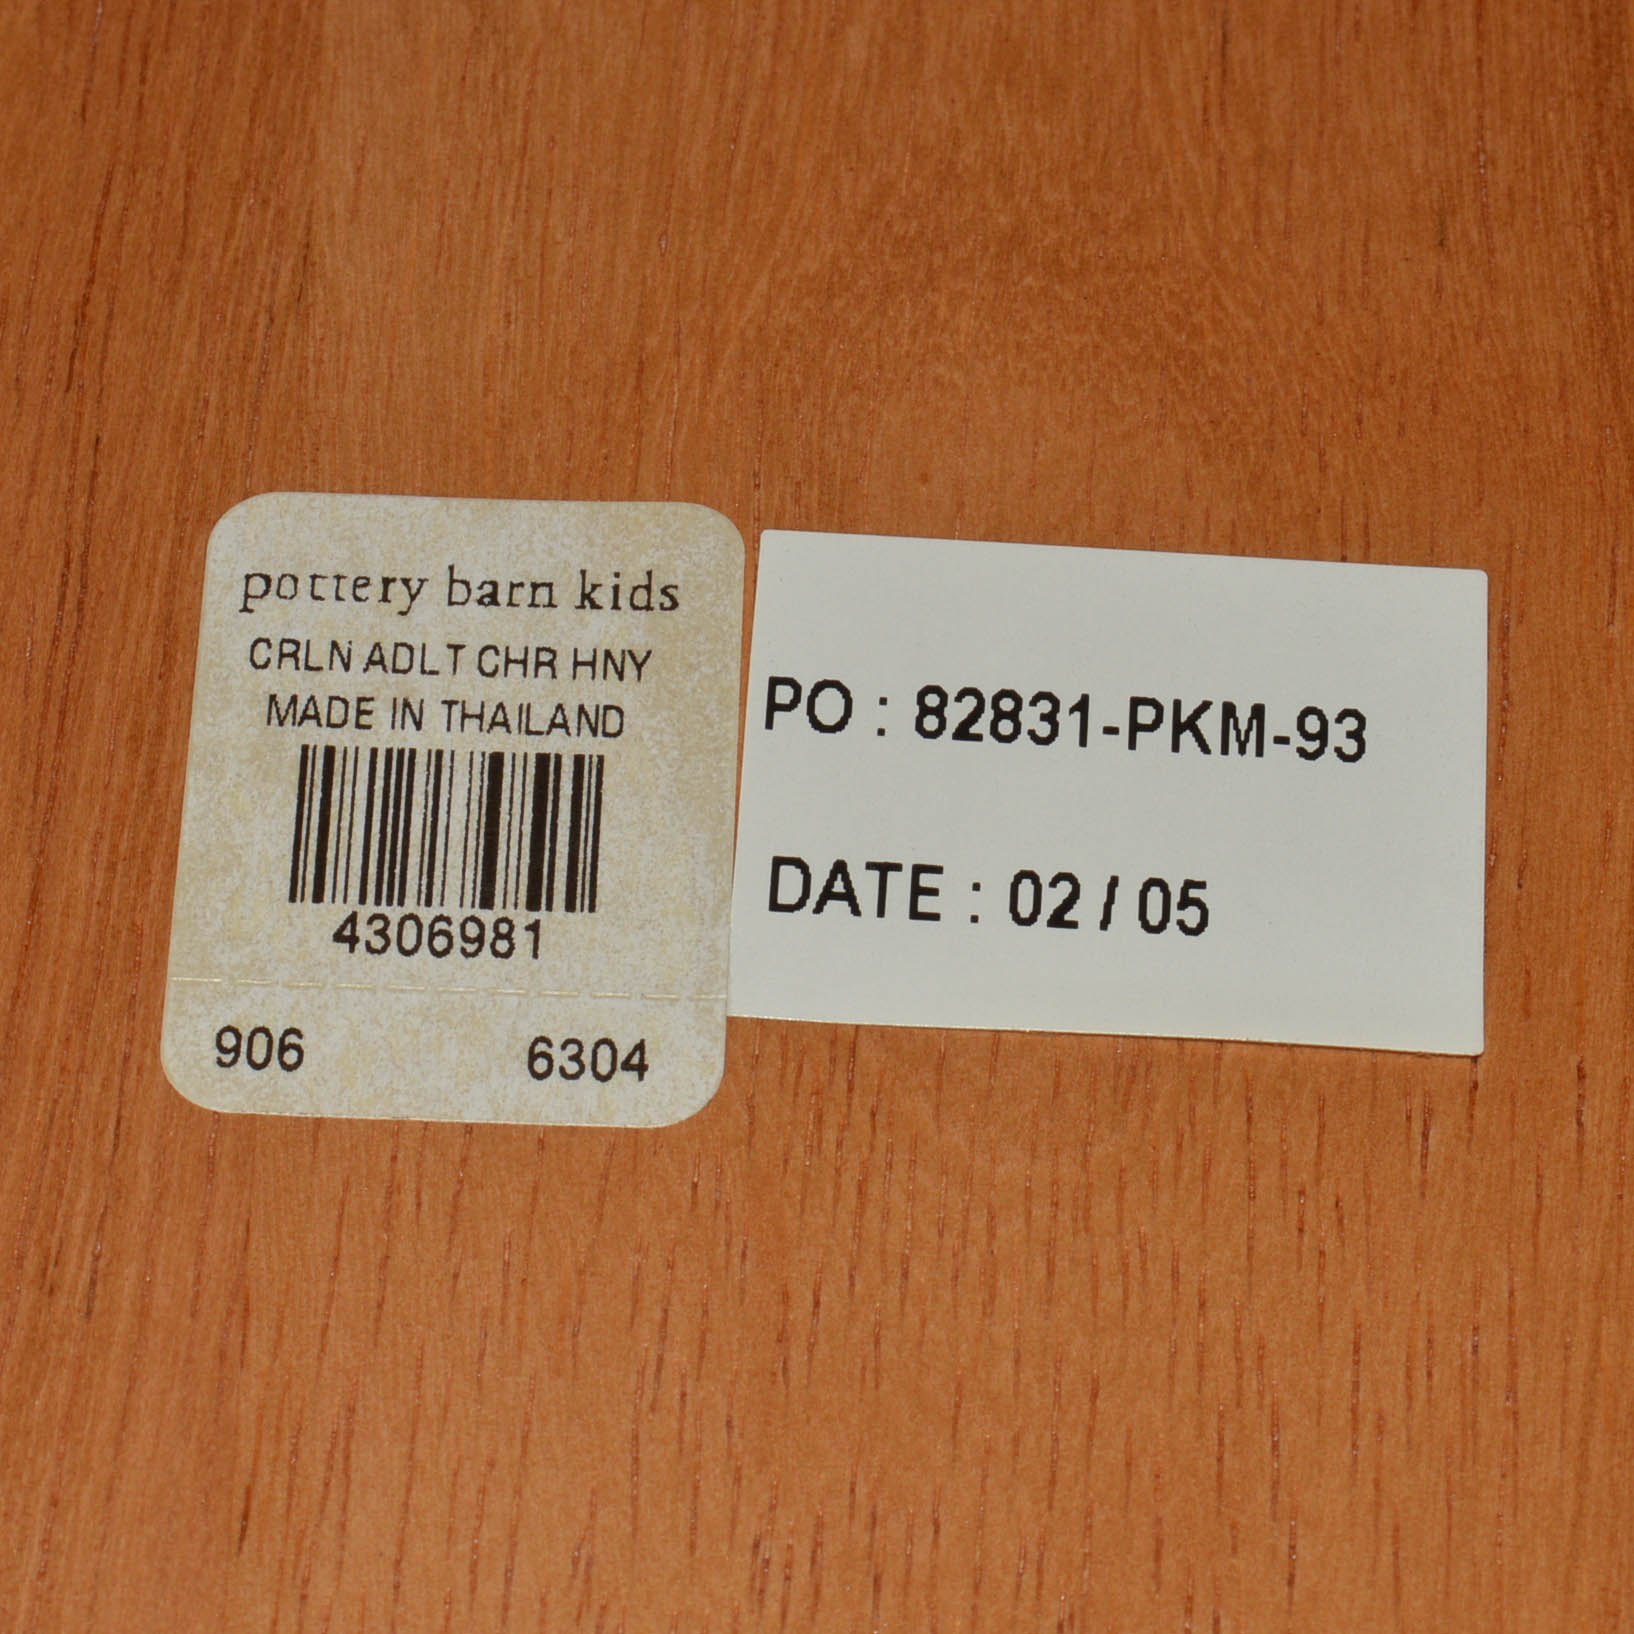 pottery barn kids
CRLN ADLT CHR HNY
MADE IN THAILAND
4306981
906 6304
PO : 82831-PKM-93
DATE : 02 / 05